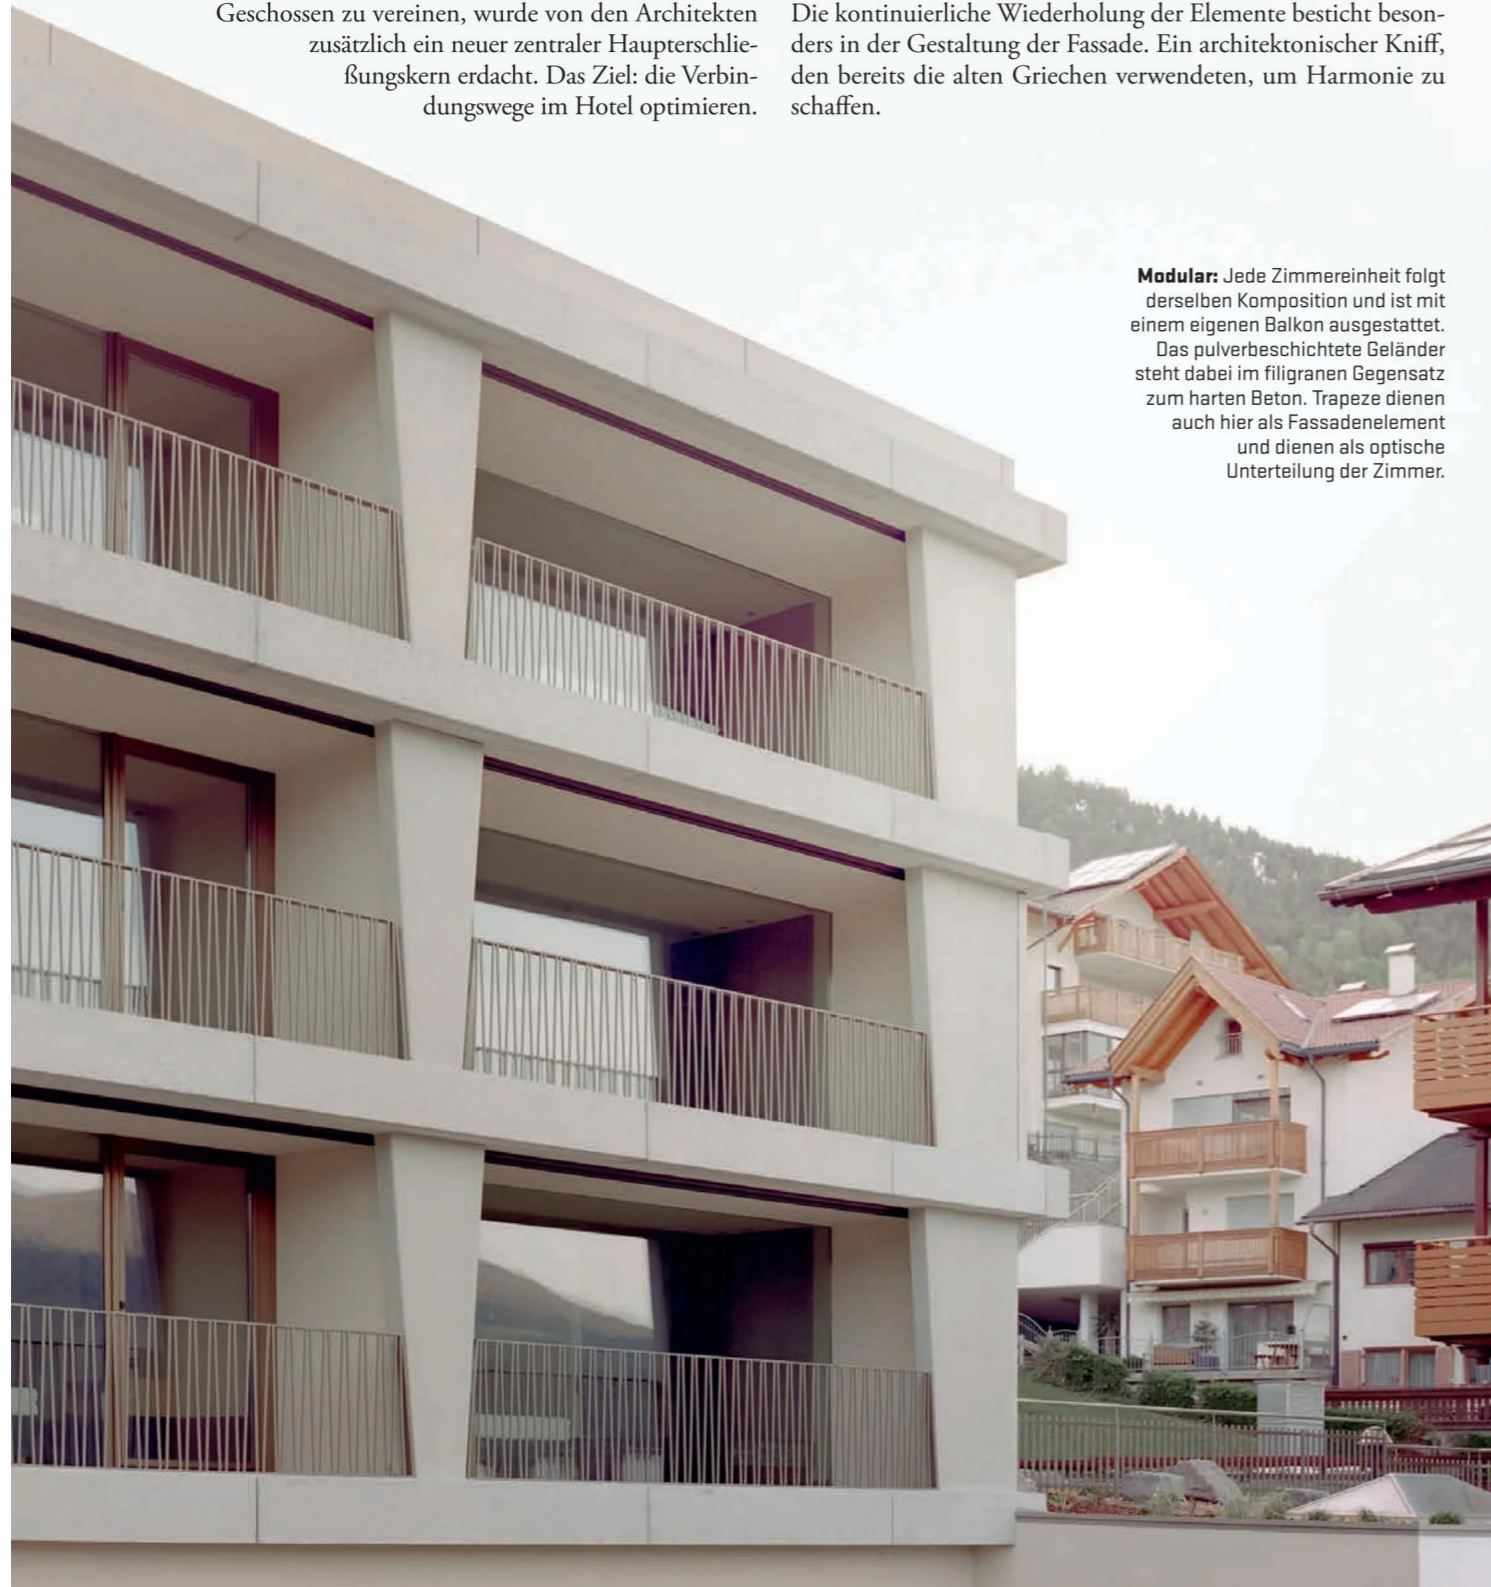 Geschossen zu vereinen, wurde von den Architekten
zusätzlich ein neuer zentraler Haupterschlie-
ßungskern erdacht. Das Ziel: die Verbin-
dungswege im Hotel optimieren.
Die kontinuierliche Wiederholung der Elemente besticht beson-
ders in der Gestaltung der Fassade. Ein architektonischer Kniff,
den bereits die alten Griechen verwendeten, um Harmonie zu
schaffen.
Modular: Jede Zimmereinheit folgt
derselben Komposition und ist mit
einem eigenen Balkon ausgestattet.
Das pulverbeschichtete Geländer
steht dabei im filigranen Gegensatz
zum harten Beton. Trapeze dienen
auch hier als Fassadenelement
und dienen als optische
Unterteilung der Zimmer.